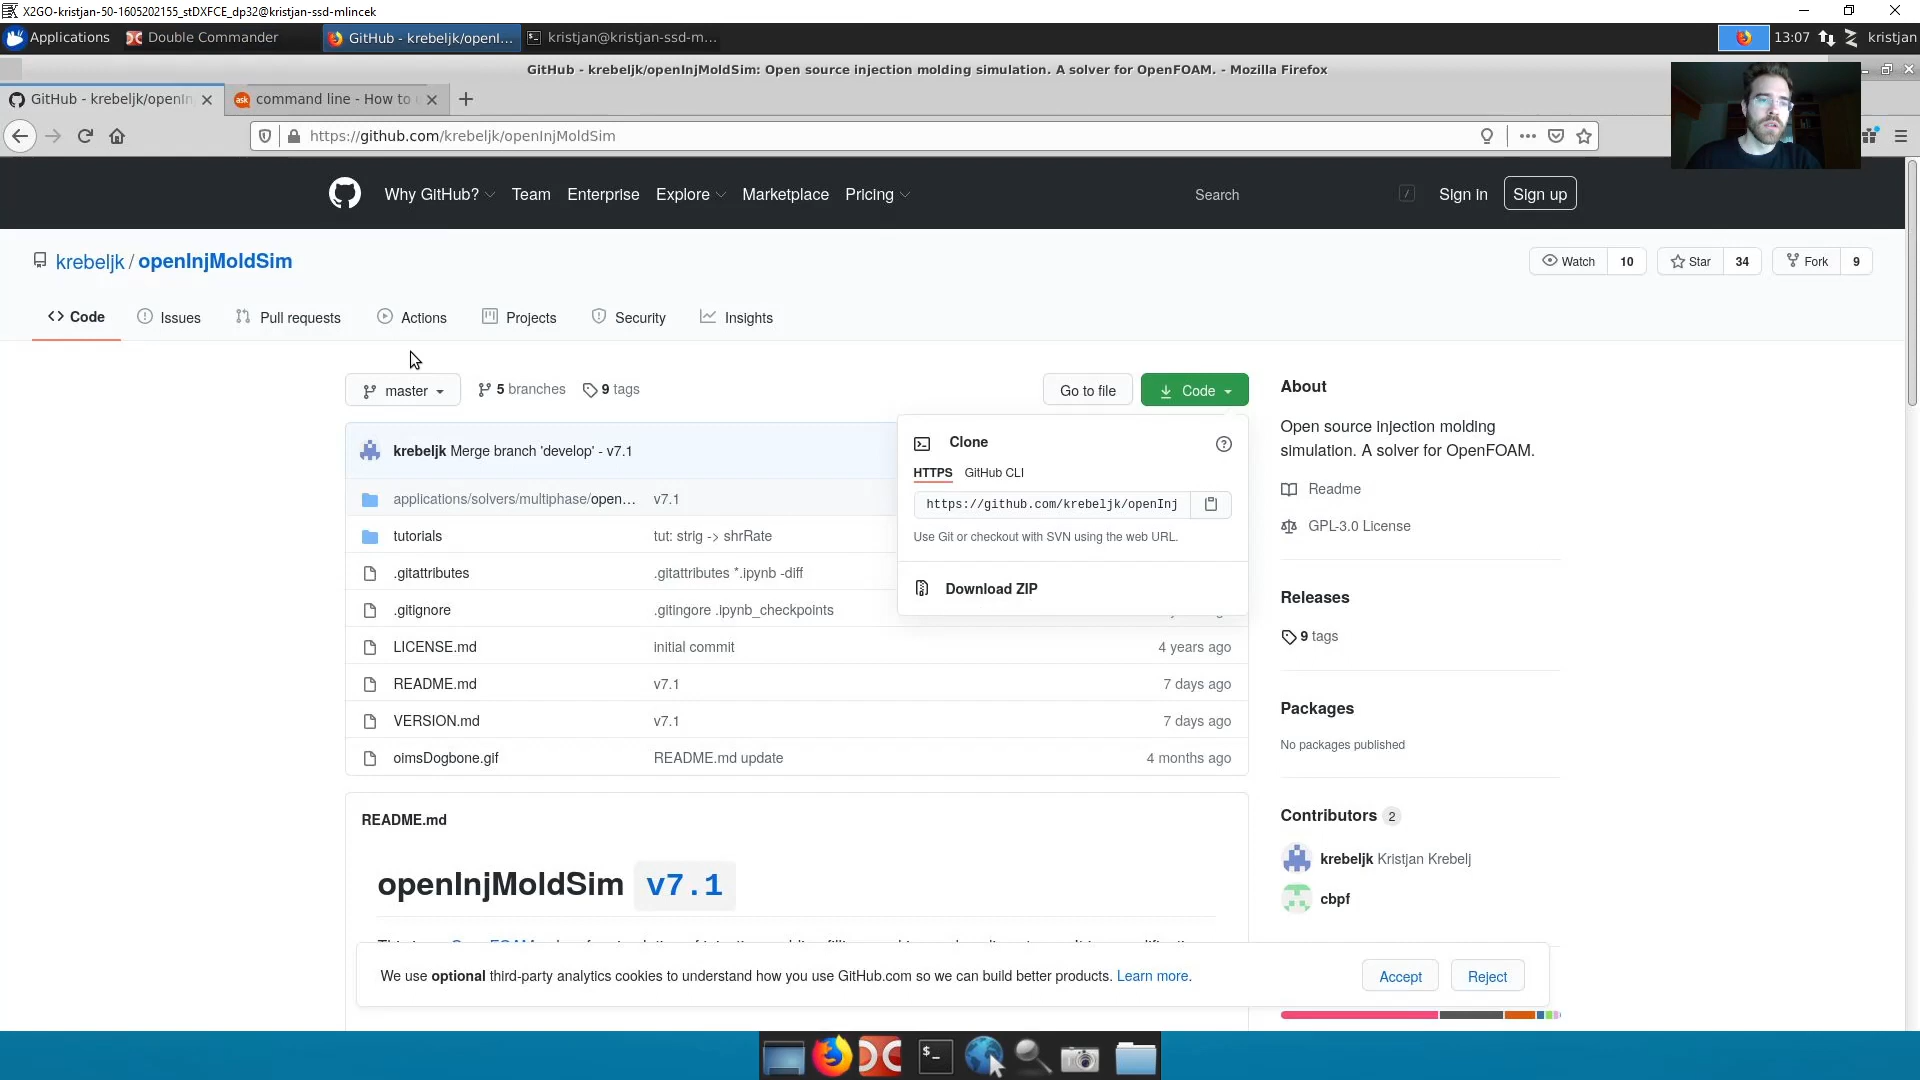 X2GO-kristjan-50-1605202155_stDXFCE_dp32@kristjan-ssd-mlincek
Applications
Double Commander
GitHub - krebeljk/openI...
kristjan@kristjan-ssd-m...
13:07
kristjan
GitHub - krebeljk/openInjMoldSim: Open source injection molding simulation. A solver for OpenFOAM. - Mozilla Firefox
GitHub - krebeljk/openIn
ask
command line - How to
https://github.com/krebeljk/openInjMoldSim
Why GitHub?
Team
Enterprise
Explore
Marketplace
Pricing
Search
/
Sign in
Sign up
krebeljk / openInjMoldSim
Watch 10
Star 34
Fork 9
Code
Issues
Pull requests
Actions
Projects
Security
Insights
master
5 branches
9 tags
Go to file
Code
krebeljk Merge branch 'develop' - v7.1
applications/solvers/multiphase/open... v7.1
tutorials tut: strig -> shrRate
.gitattributes .gitattributes *.ipynb -diff
.gitignore .gitingore .ipynb_checkpoints
LICENSE.md initial commit 4 years ago
README.md v7.1 7 days ago
VERSION.md v7.1 7 days ago
oimsDogbone.gif README.md update 4 months ago
Clone
HTTPS GitHub CLI
https://github.com/krebeljk/openInj
Use Git or checkout with SVN using the web URL.
Download ZIP
README.md
openInjMoldSim v7.1
About
Open source injection molding
simulation. A solver for OpenFOAM.
Readme
GPL-3.0 License
Releases
9 tags
Packages
No packages published
Contributors 2
krebeljk Kristjan Krebelj
cbpf
We use optional third-party analytics cookies to understand how you use GitHub.com so we can build better products. Learn more.
Accept
Reject